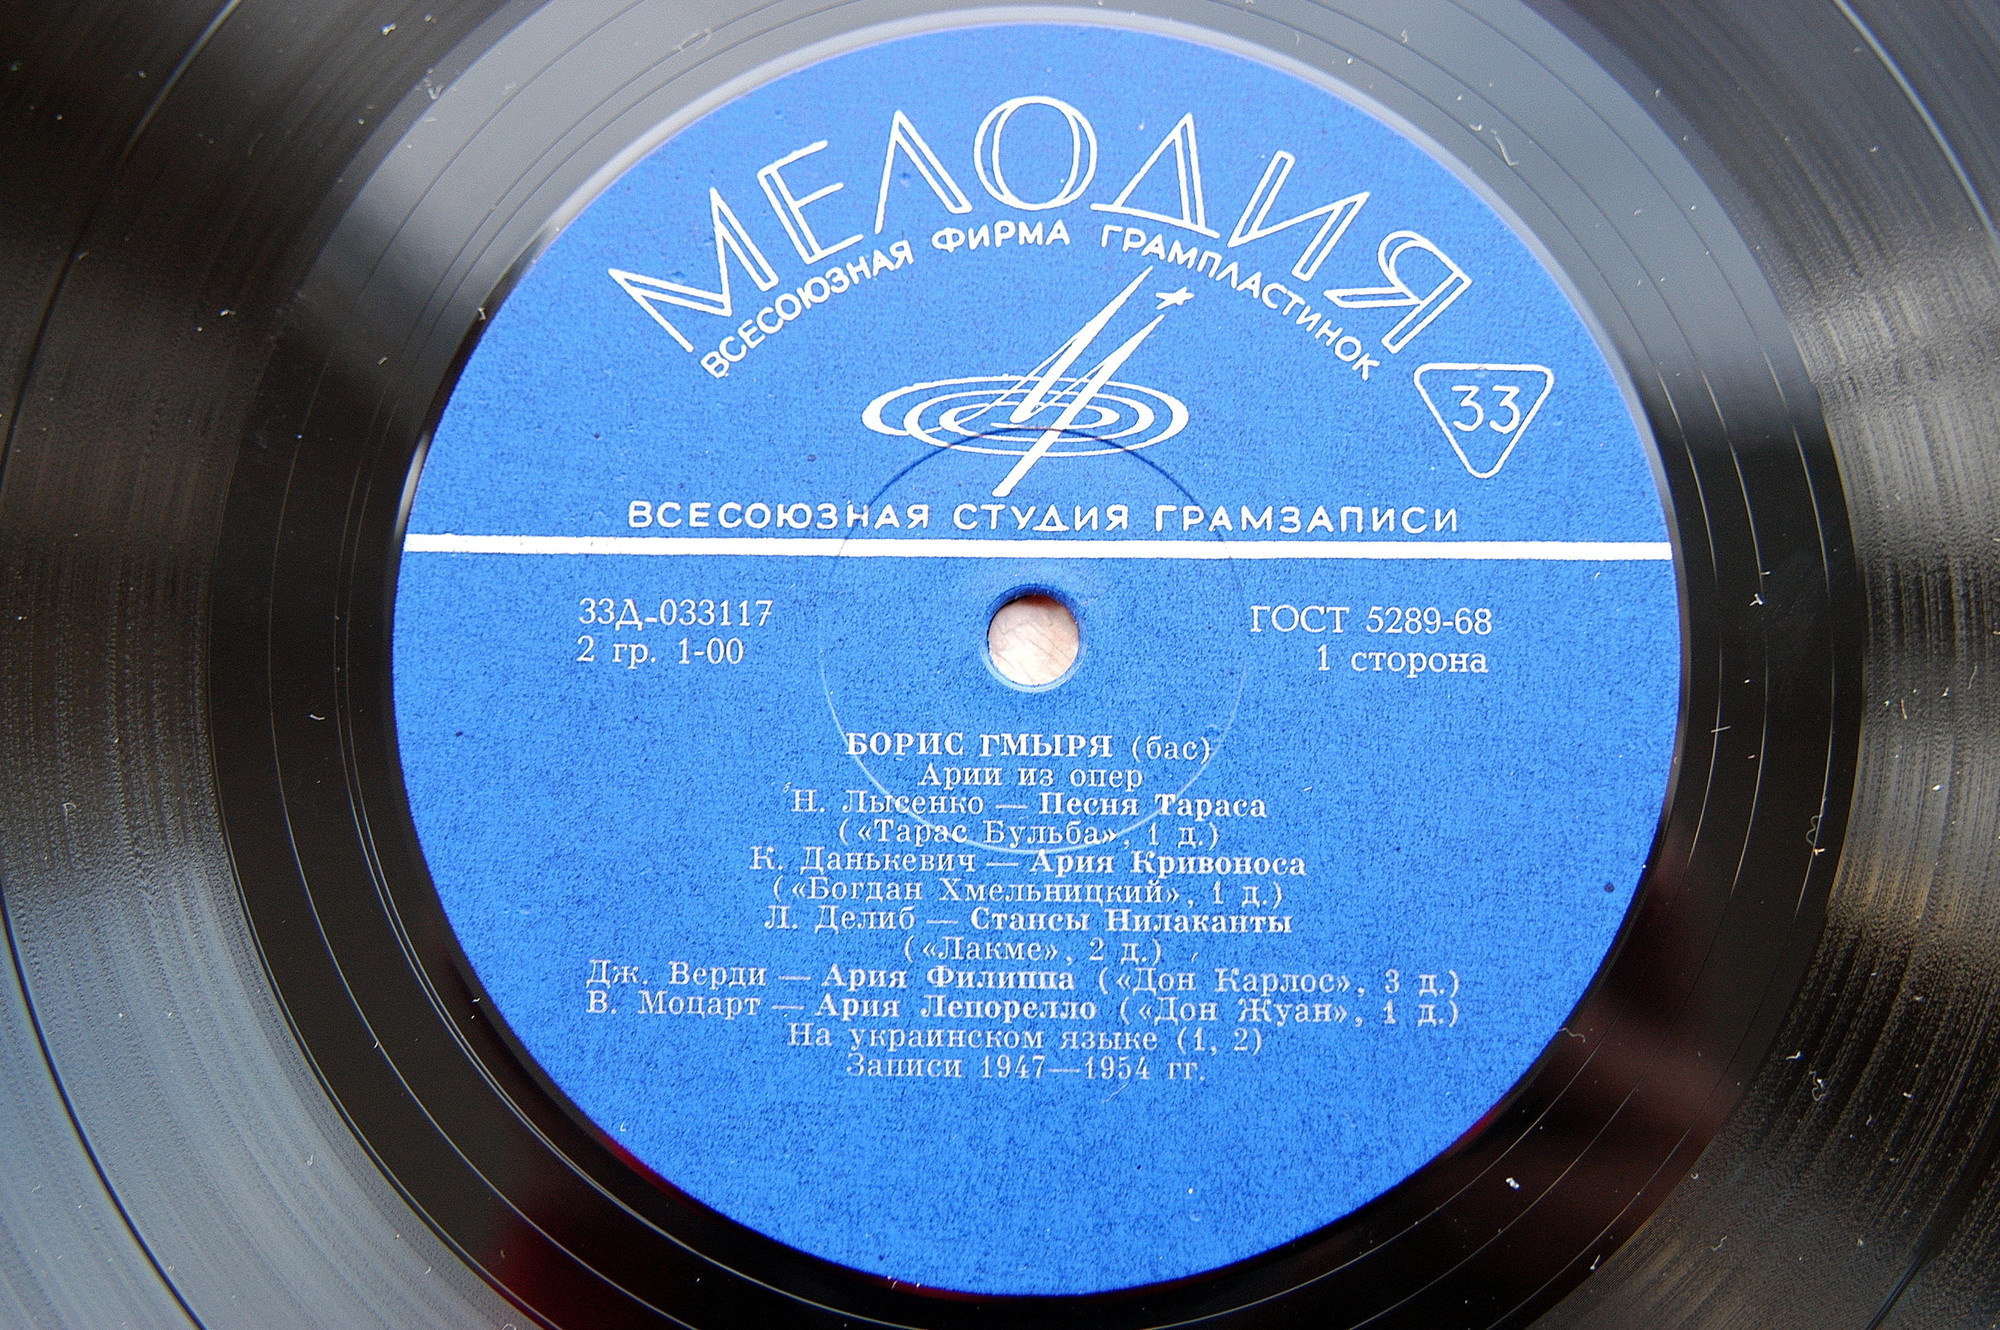 МЕЛОДИЯ
ВСЕСОЮЗНАЯ ФИРМА ГРАМПЛАСТИНОК
33
ВСЕСОЮЗНАЯ СТУДИЯ ГРАМЗАПИСИ
33Д-033117
2 гр. 1-00
ГОСТ 5289-68
1 сторона
БОРИС ГМЫРЯ (бас)
Арии из опер
Н. Лысенко — Песня Тараса
(«Тарас Бульба», 1 д.)
К. Данькевич — Ария Кривоноса
(«Богдан Хмельницкий», 1 д.)
Л. Делиб — Стансы Нилаканты
(«Лакме», 2 д.)
Дж. Верди — Ария Филиппа («Дон Карлос», 3 д.)
В. Моцарт — Ария Лепорелло («Дон Жуан», 1 д.)
На украинском языке (1, 2)
Записи 1947—1954 гг.